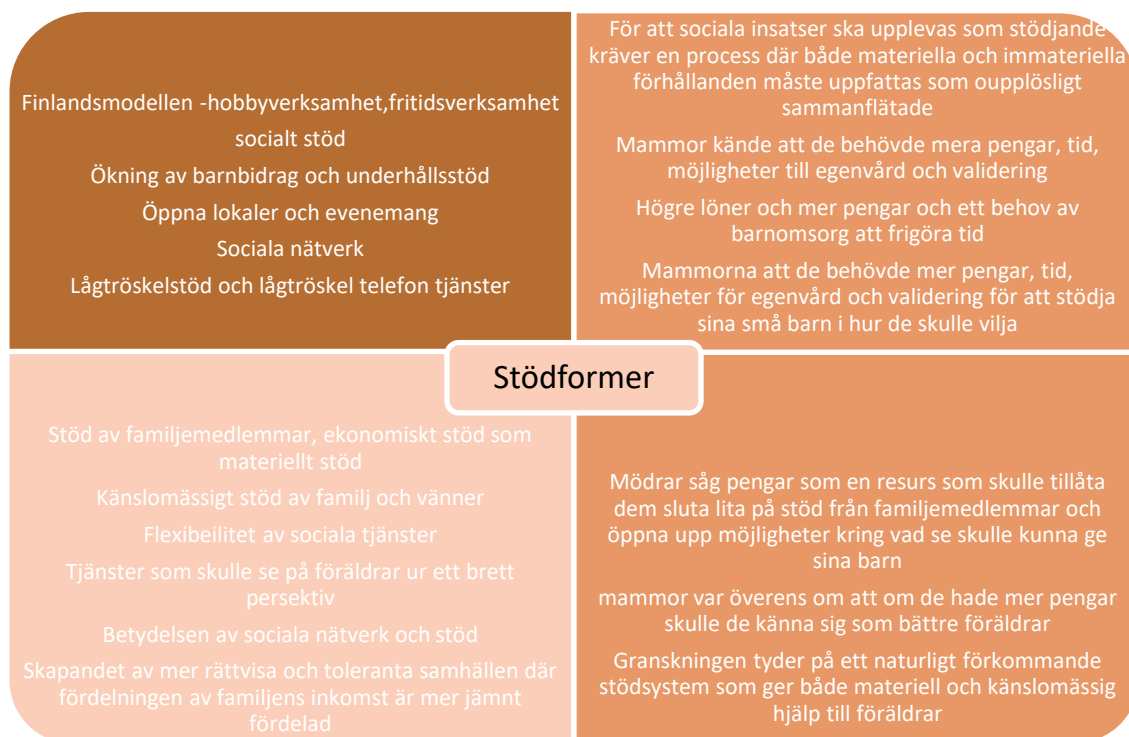 Finlandsmodellen -hobbyverksamhet,fritidsverksamhet
socialt stöd
Ökning av barnbidrag och underhållsstöd
Öppna lokaler och evenemang
Sociala nätverk
Lågtröskelstöd och lågtröskel telefon tjänster
För att sociala insatser ska upplevas som stödjande
kräver en process där både materiella och immateriella
förhållanden måste uppfattas som oupplösligt
sammanflätade
Mammor kände att de behövde mera pengar, tid,
möjligheter till egenvård och validering
Högre löner och mer pengar och ett behov av
barnomsorg att frigöra tid
Mammorna att de behövde mer pengar, tid,
möjligheter för egenvård och validering för att stödja
sina små barn i hur de skulle vilja
Stödformer
Stöd av familjemedlemmar, ekonomiskt stöd som
materiellt stöd
Känslomässigt stöd av familj och vänner
Flexibeilitet av sociala tjänster
Tjänster som skulle se på föräldrar ur ett brett
persektiv
Betydelsen av sociala nätverk och stöd
Skapandet av mer rättvisa och toleranta samhällen där
fördelningen av familjens inkomst är mer jämnt
fördelad
Mödrar såg pengar som en resurs som skulle tillåta
dem sluta lita på stöd från familjemedlemmar och
öppna upp möjligheter kring vad se skulle kunna ge
sina barn
mammor var överens om att om de hade mer pengar
skulle de känna sig som bättre föräldrar
Granskningen tyder på ett naturligt förkommande
stödsystem som ger både materiell och känslomässig
hjälp till föräldrar